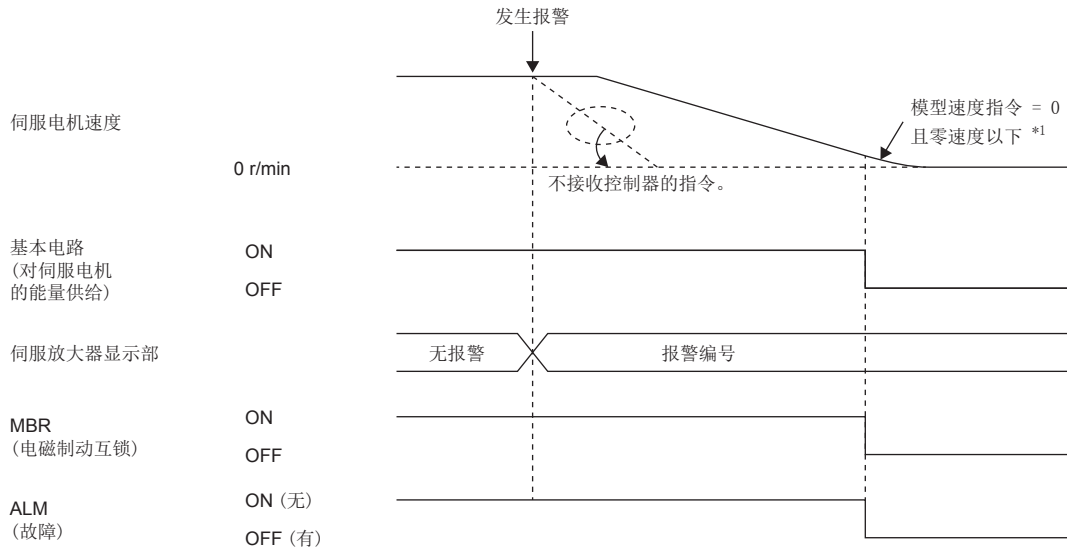 发生报警
伺服电机速度
模型速度指令 = 0
且零速度以下 *1
0 r/min
不接收控制器的指令。
基本电路
(对伺服电机
的能量供给)
ON
OFF
伺服放大器显示部
无报警
报警编号
MBR
(电磁制动互锁)
ON
OFF
ALM
(故障)
ON (无)
OFF (有)